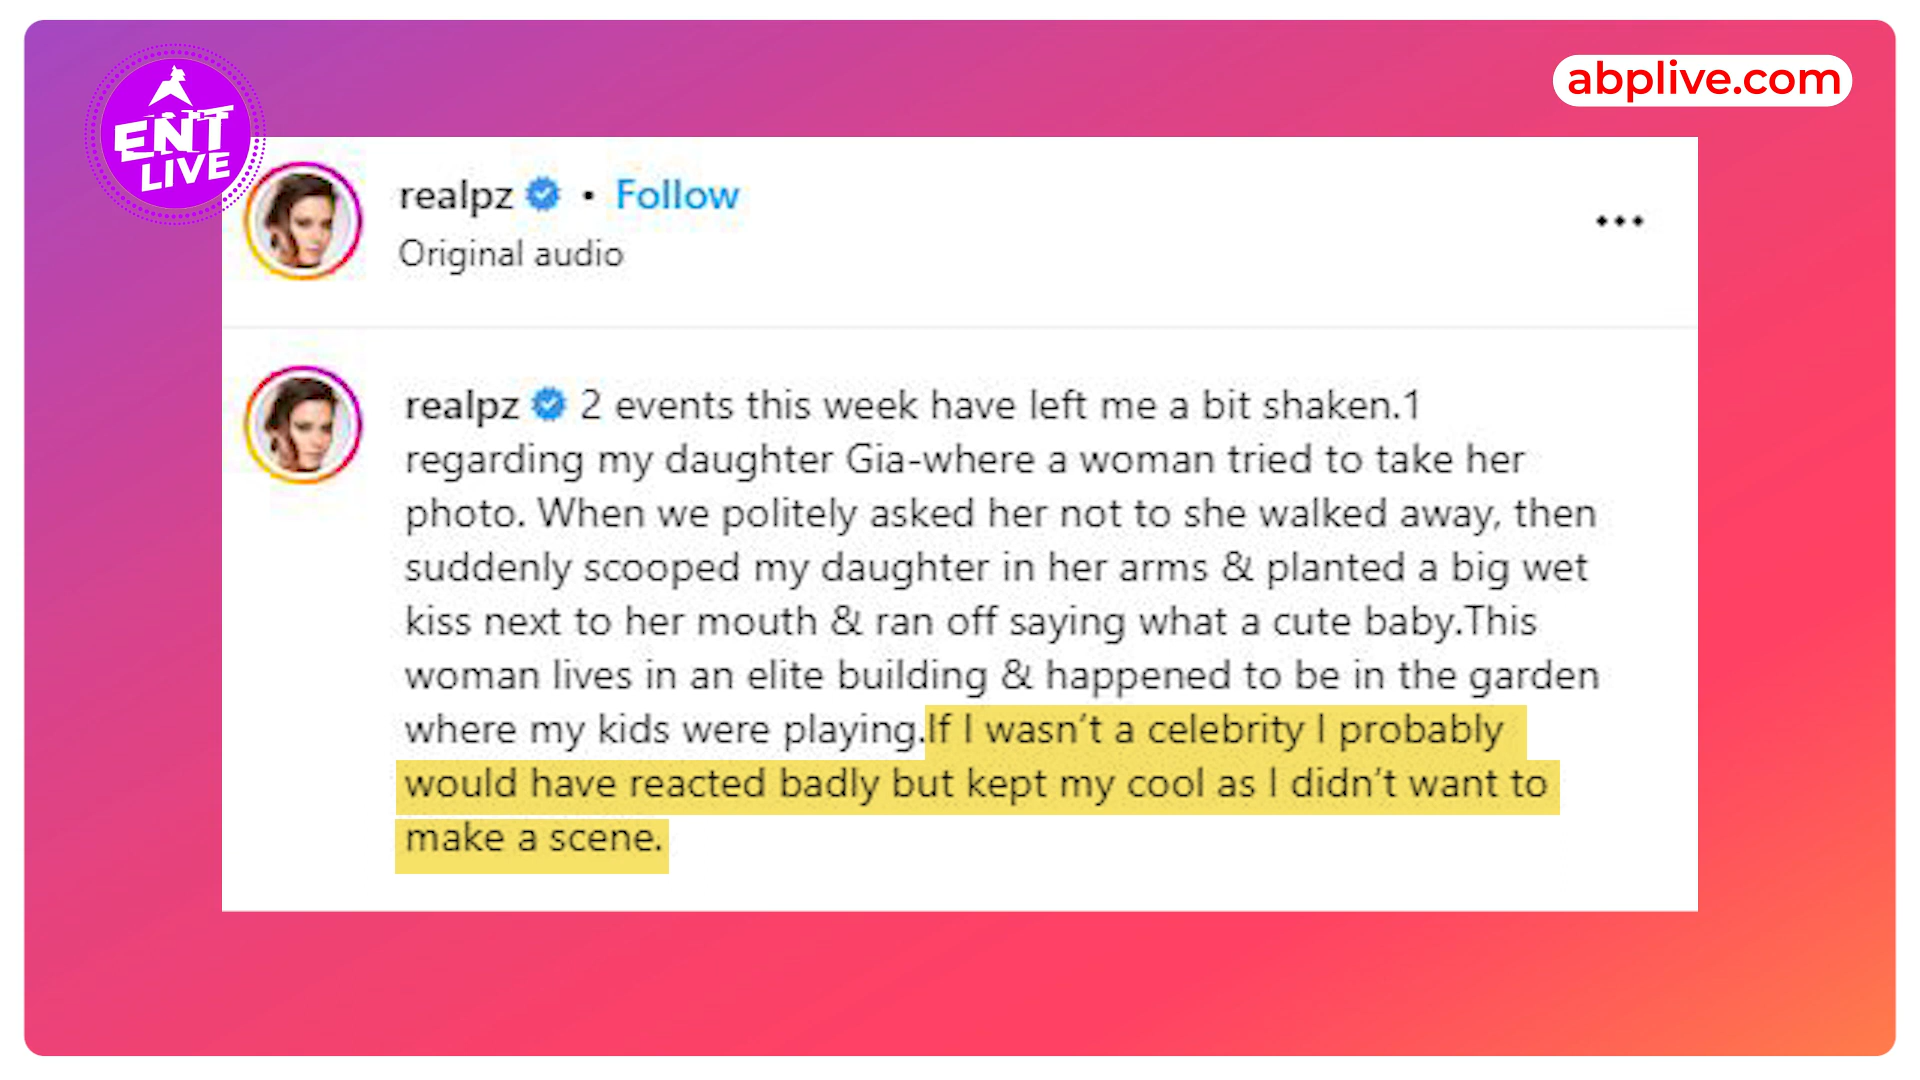 ENT
LIVE
abplive.com
realpz • Follow
Original audio
realpz 2 events this week have left me a bit shaken.1
regarding my daughter Gia-where a woman tried to take her
photo. When we politely asked her not to she walked away, then
suddenly scooped my daughter in her arms & planted a big wet
kiss next to her mouth & ran off saying what a cute baby.This
woman lives in an elite building & happened to be in the garden
where my kids were playing.If I wasn't a celebrity I probably
would have reacted badly but kept my cool as I didn't want to
make a scene.